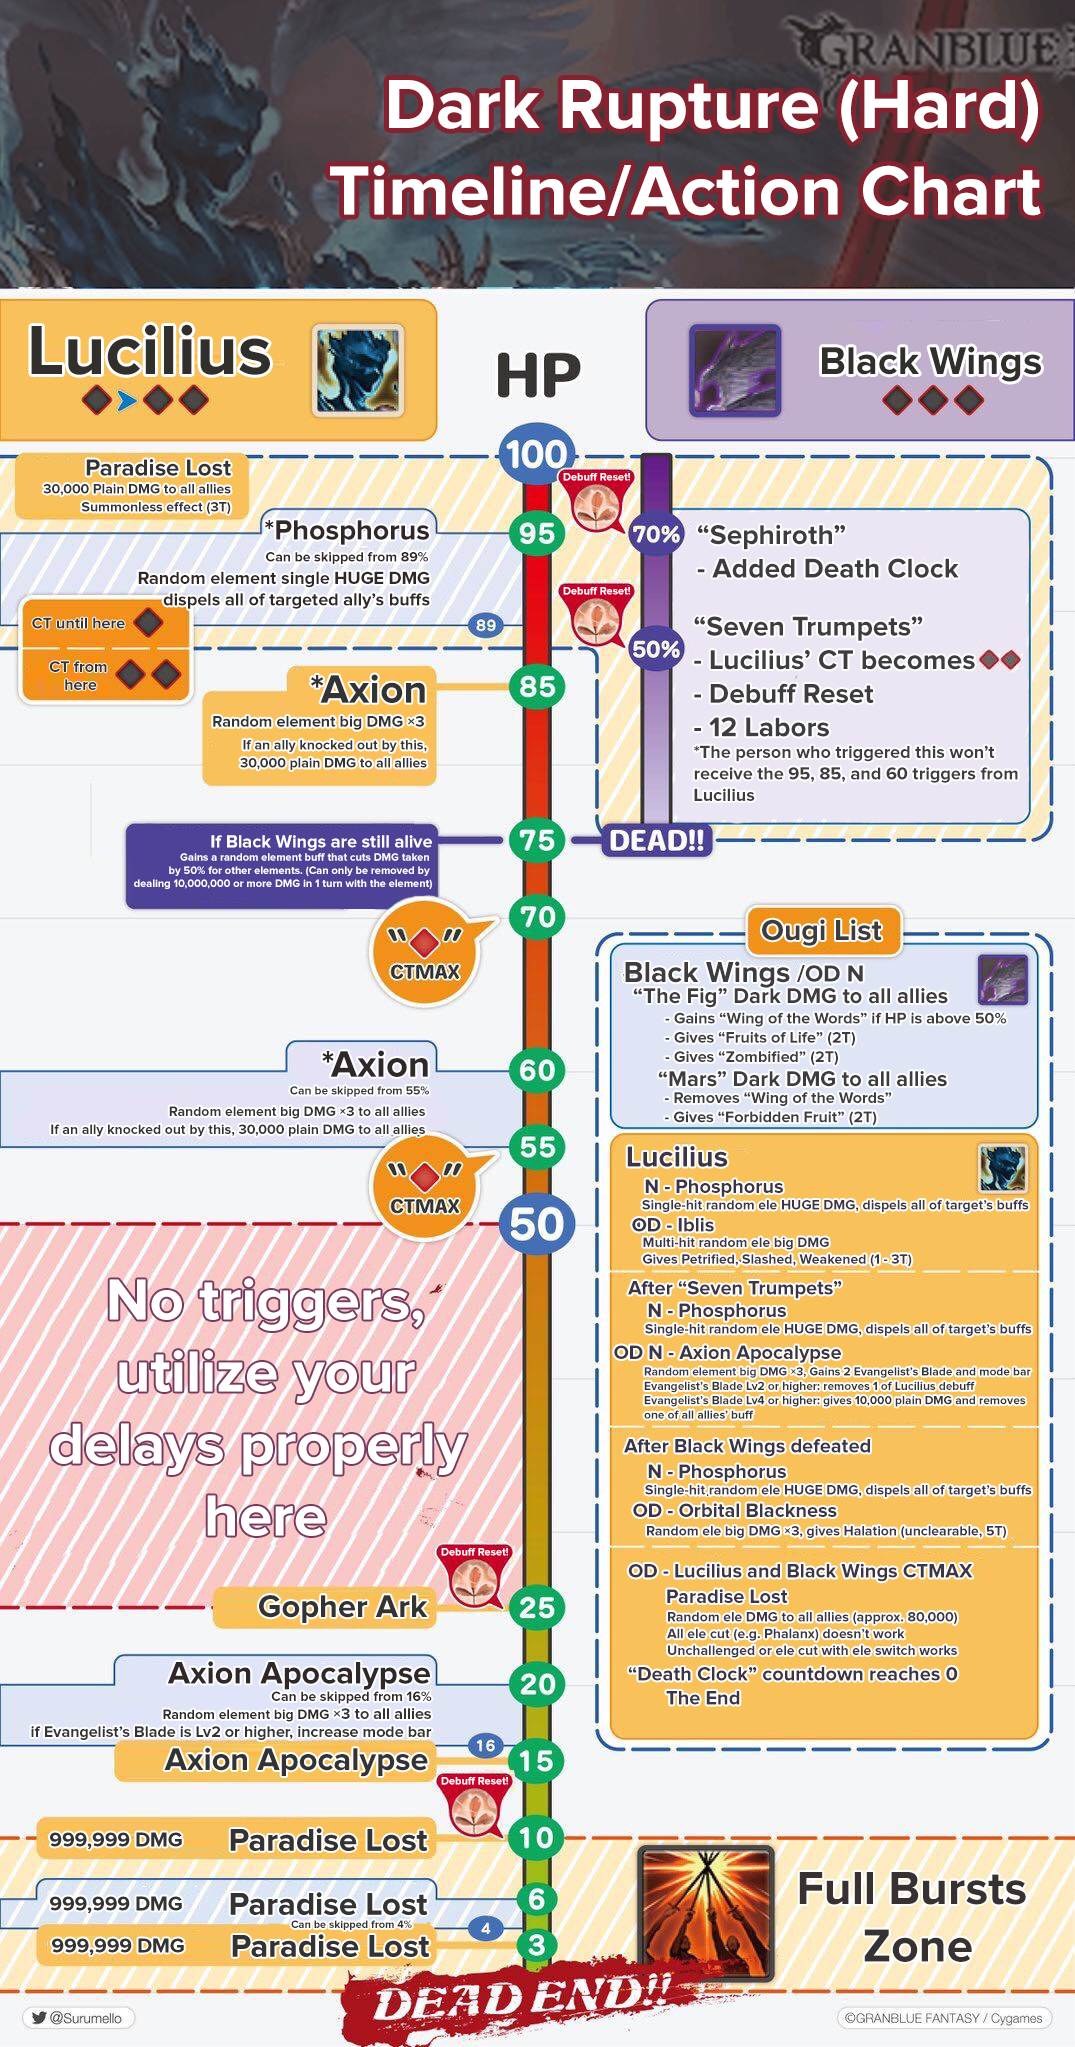 GRANBLUE
Dark Rupture (Hard)
Timeline/Action Chart
Lucilius
HP
Black Wings
100
Paradise Lost
30,000 Plain DMG to all allies
Summonless effect (3T)
Debuff Reset!
*Phosphorus
Can be skipped from 89%
Random element single HUGE DMG
dispels all of targeted ally's buffs
95
70%
“Sephiroth”
- Added Death Clock
Debuff Reset!
CT until here
CT from
here
89
50%
“Seven Trumpets”
- Lucilius’ CT becomes
- Debuff Reset
- 12 Labors
*The person who triggered this won’t
receive the 95, 85, and 60 triggers from
Lucilius
*Axion
Random element big DMG ×3
If an ally knocked out by this,
30,000 plain DMG to all allies
85
If Black Wings are still alive
Gains a random element buff that cuts DMG taken
by 50% for other elements. (Can only be removed by
dealing 10,000,000 or more DMG in 1 turn with the element)
75
DEAD!!
70
“ ”
CTMAX
*Axion
Can be skipped from 55%
Random element big DMG ×3 to all allies
If an ally knocked out by this, 30,000 plain DMG to all allies
60
55
“ ”
CTMAX
50
No triggers,
utilize your
delays properly
here
Debuff Reset!
Gopher Ark
25
Axion Apocalypse
Can be skipped from 16%
Random element big DMG ×3 to all allies
if Evangelist’s Blade is Lv2 or higher, increase mode bar
20
16
Axion Apocalypse
15
Debuff Reset!
999,999 DMG
Paradise Lost
10
999,999 DMG
Paradise Lost
Can be skipped from 4%
6
4
999,999 DMG
Paradise Lost
3
Ougi List
Black Wings /OD N
“The Fig” Dark DMG to all allies
- Gains “Wing of the Words” if HP is above 50%
- Gives “Fruits of Life” (2T)
- Gives “Zombified” (2T)
“Mars” Dark DMG to all allies
- Removes “Wing of the Words”
- Gives “Forbidden Fruit” (2T)
Lucilius
N - Phosphorus
Single-hit random ele HUGE DMG, dispels all of target’s buffs
OD - Iblis
Multi-hit random ele big DMG
Gives Petrified, Slashed, Weakened (1 - 3T)
After “Seven Trumpets”
N - Phosphorus
Single-hit random ele HUGE DMG, dispels all of target’s buffs
OD N - Axion Apocalypse
Random element big DMG ×3, Gains 2 Evangelist’s Blade and mode bar
Evangelist’s Blade Lv2 or higher: removes 1 of Lucilius debuff
Evangelist’s Blade Lv4 or higher: gives 10,000 plain DMG and removes
one of all allies’ buff
After Black Wings defeated
N - Phosphorus
Single-hit random ele HUGE DMG, dispels all of target’s buffs
OD - Orbital Blackness
Random ele big DMG ×3, gives Halation (unclearable, 5T)
OD - Lucilius and Black Wings CTMAX
Paradise Lost
Random ele DMG to all allies (approx. 80,000)
All ele cut (e.g. Phalanx) doesn’t work
Unchallenged or ele cut with ele switch works
“Death Clock” countdown reaches 0
The End
Full Bursts
Zone
DEAD END!!
@Surumello
©GRANBLUE FANTASY / Cygames